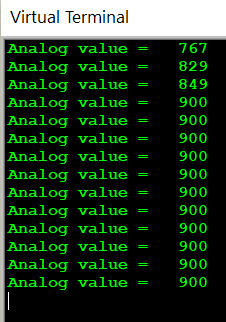 Virtual Terminal
Analog value =   767
Analog value =   829
Analog value =   849
Analog value =   900
Analog value =   900
Analog value =   900
Analog value =   900
Analog value =   900
Analog value =   900
Analog value =   900
Analog value =   900
Analog value =   900
Analog value =   900
Analog value =   900